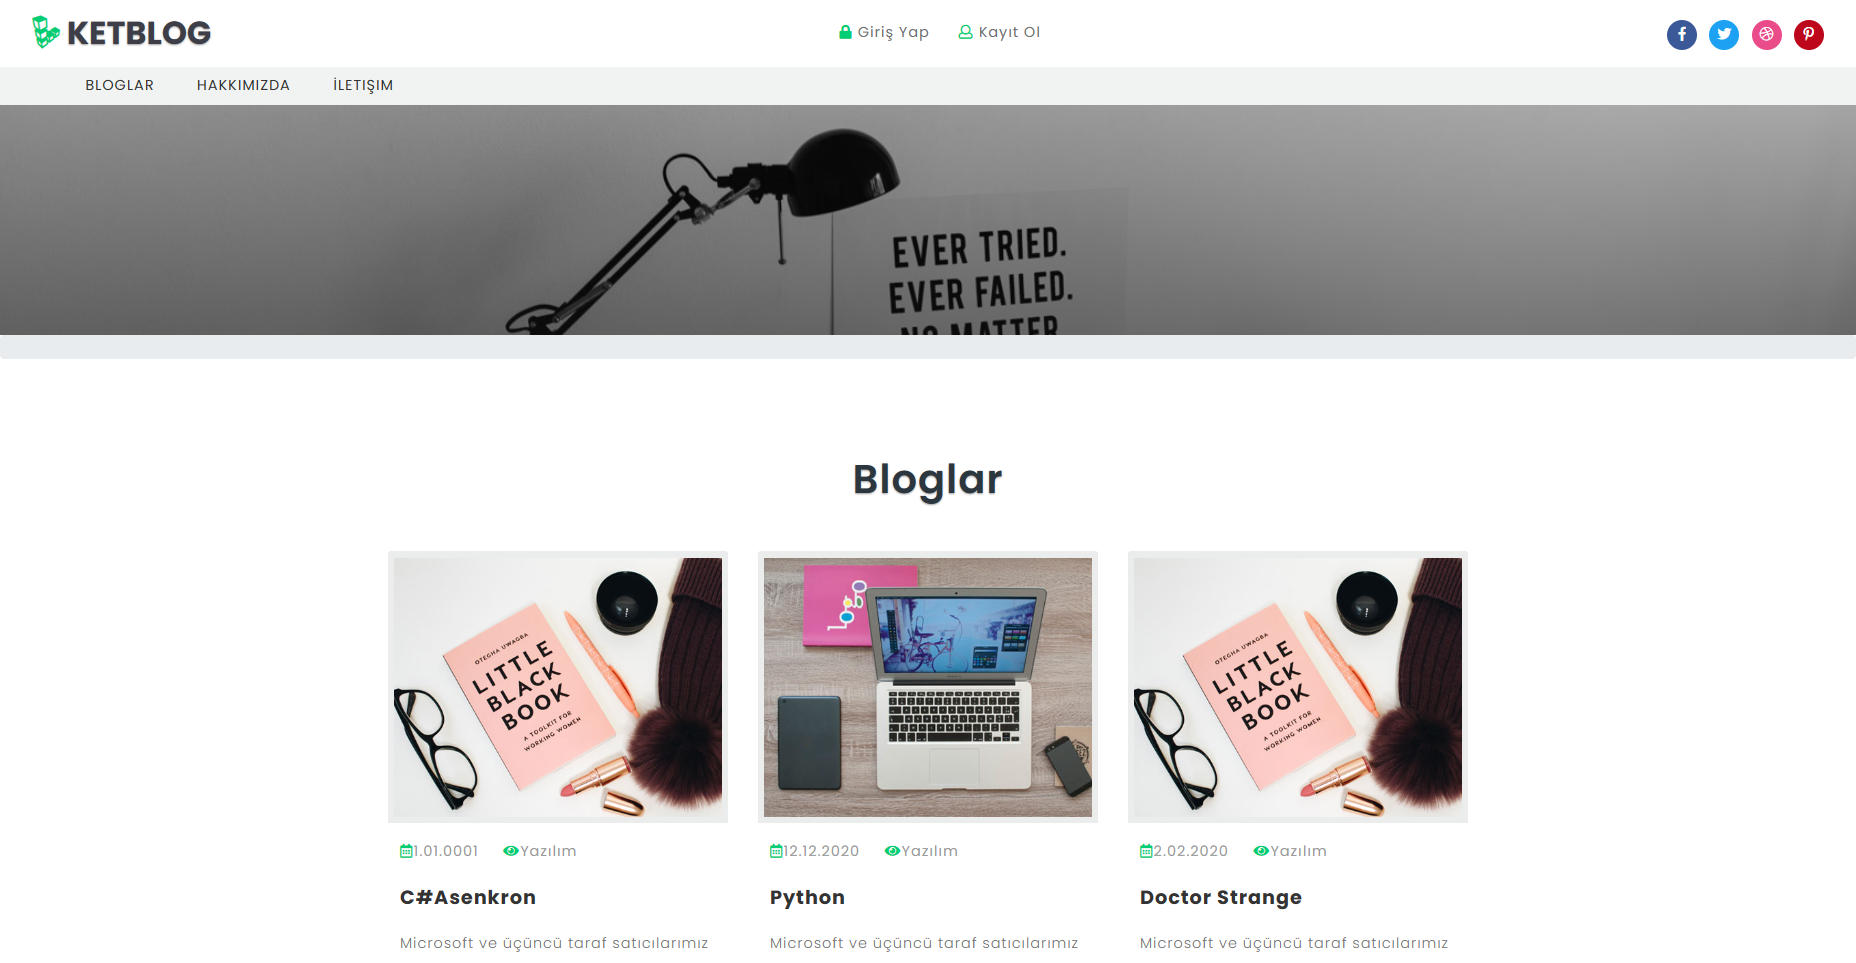 KETBLOG
Giriş Yap
Kayıt Ol
BLOGLAR
HAKKIMIZDA
İLETIŞIM
EVER TRIED.
EVER FAILED.
NO MATTER
Bloglar
OTEGHA UWAGBA
LITTLE
BLACK
BOOK
A TOOLKIT FOR
WORKING WOMEN
logo
OTEGHA UWAGBA
LITTLE
BLACK
BOOK
A TOOLKIT FOR
WORKING WOMEN
1.01.0001 Yazılım
12.12.2020 Yazılım
2.02.2020 Yazılım
C#Asenkron
Python
Doctor Strange
Microsoft ve üçüncü taraf satıcılarımız
Microsoft ve üçüncü taraf satıcılarımız
Microsoft ve üçüncü taraf satıcılarımız